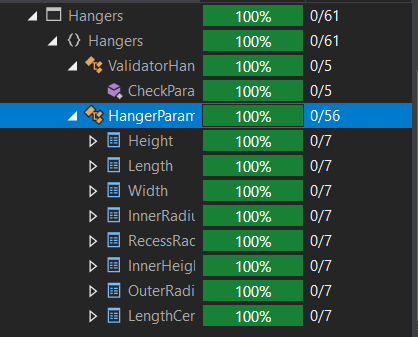 Hangers 100% 0/61
Hangers 100% 0/61
ValidatorHan 100% 0/5
CheckPara 100% 0/5
HangerParam 100% 0/56
Height 100% 0/7
Length 100% 0/7
Width 100% 0/7
InnerRadiu 100% 0/7
RecessRad 100% 0/7
InnerHeigh 100% 0/7
OuterRadi 100% 0/7
LengthCer 100% 0/7